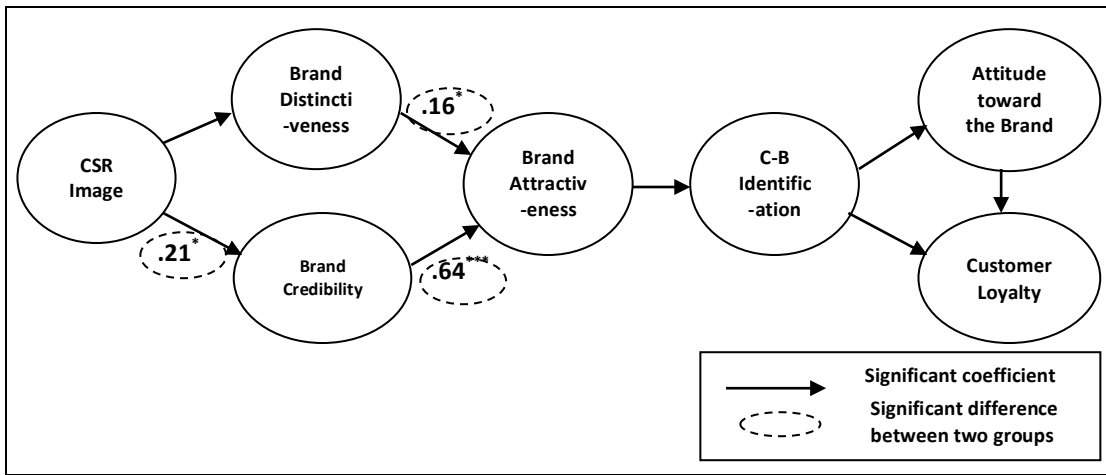 CSR
Image
Brand
Distincti
-veness
.16*
.21*
Brand
Credibility
.64***
Brand
Attractiv
-eness
C-B
Identific
-ation
Attitude
toward
the Brand
Customer
Loyalty
Significant coefficient
Significant difference
between two groups